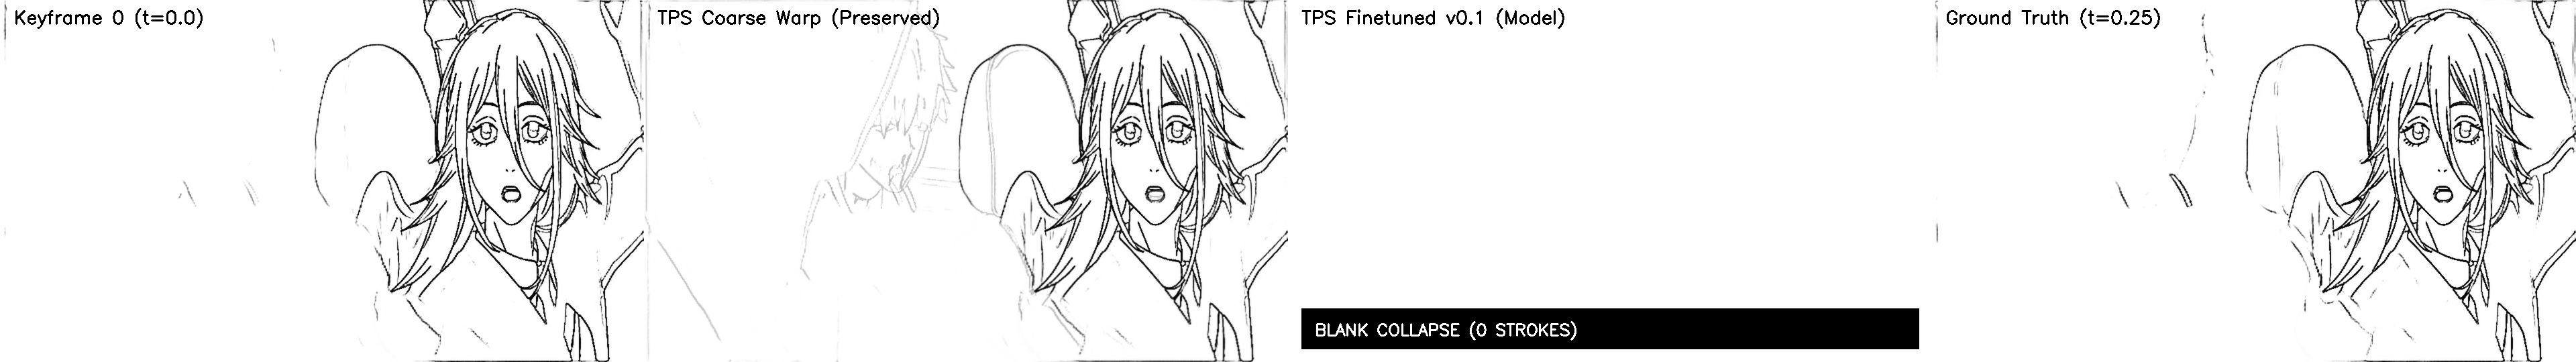 Keyframe 0 (t=0.0)
TPS Coarse Warp (Preserved)
TPS Finetuned v0.1 (Model)
Ground Truth (t=0.25)
BLANK COLLAPSE (0 STROKES)